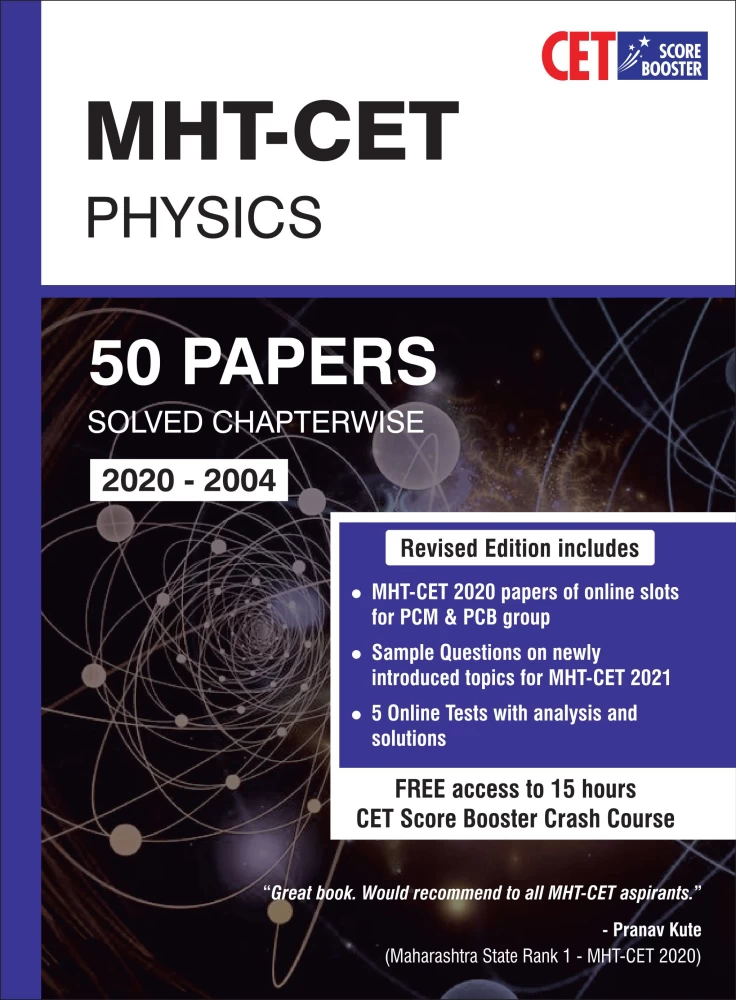 CET SCORE
BOOSTER
MHT-CET
PHYSICS
50 PAPERS
SOLVED CHAPTERWISE
2020 - 2004
Revised Edition includes
• MHT-CET 2020 papers of online slots
for PCM & PCB group
• Sample Questions on newly
introduced topics for MHT-CET 2021
• 5 Online Tests with analysis and
solutions
FREE access to 15 hours
CET Score Booster Crash Course
“Great book. Would recommend to all MHT-CET aspirants.”
- Pranav Kute
(Maharashtra State Rank 1 - MHT-CET 2020)